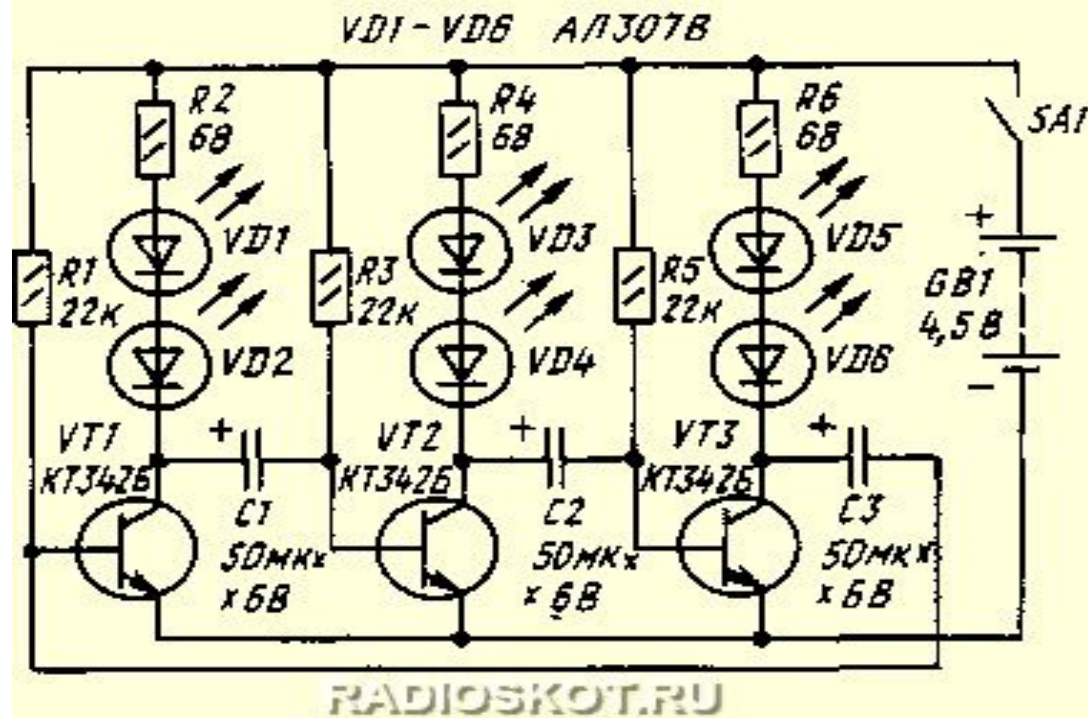 VD1-VD6 АЛ307В
R2
68
R4
68
R6
68
SA1
VD1
VD3
VD5
R1
22к
R3
22к
R5
22к
+
GB1
4,5В
-
VD2
VD4
VD6
VT1
КТ342Б
+
VT2
КТ342Б
+
VT3
КТ342Б
+
C1
50мк×
×6В
C2
50мк×
×6В
C3
50мк×
×6В
RADIOSKOT.RU